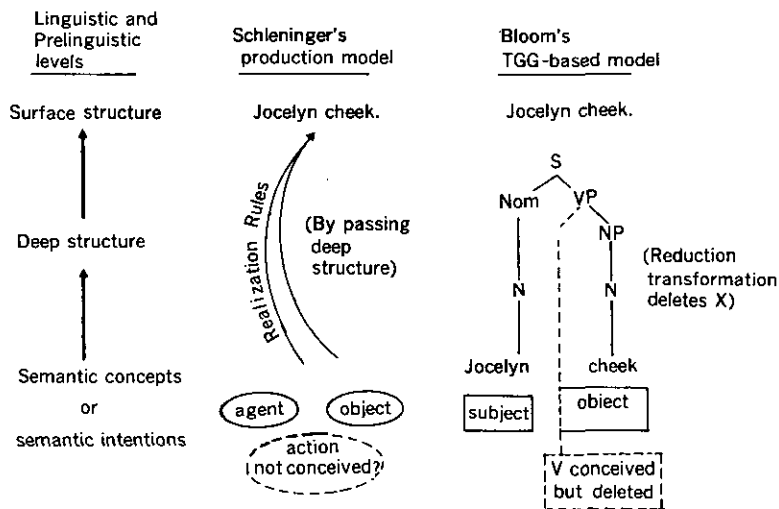 Linguistic and
Prelinguistic
levels
Surface structure
Deep structure
Semantic concepts
or
semantic intentions
Schleninger's
production model
Jocelyn cheek.
Realization Rules
(By passing
deep
structure)
agent
object
action
(not conceived?)
Bloom's
TGG-based model
Jocelyn cheek.
S
Nom
VP
NP
N
N
(Reduction
transformation
deletes X)
Jocelyn
cheek
subject
object
V conceived
but deleted